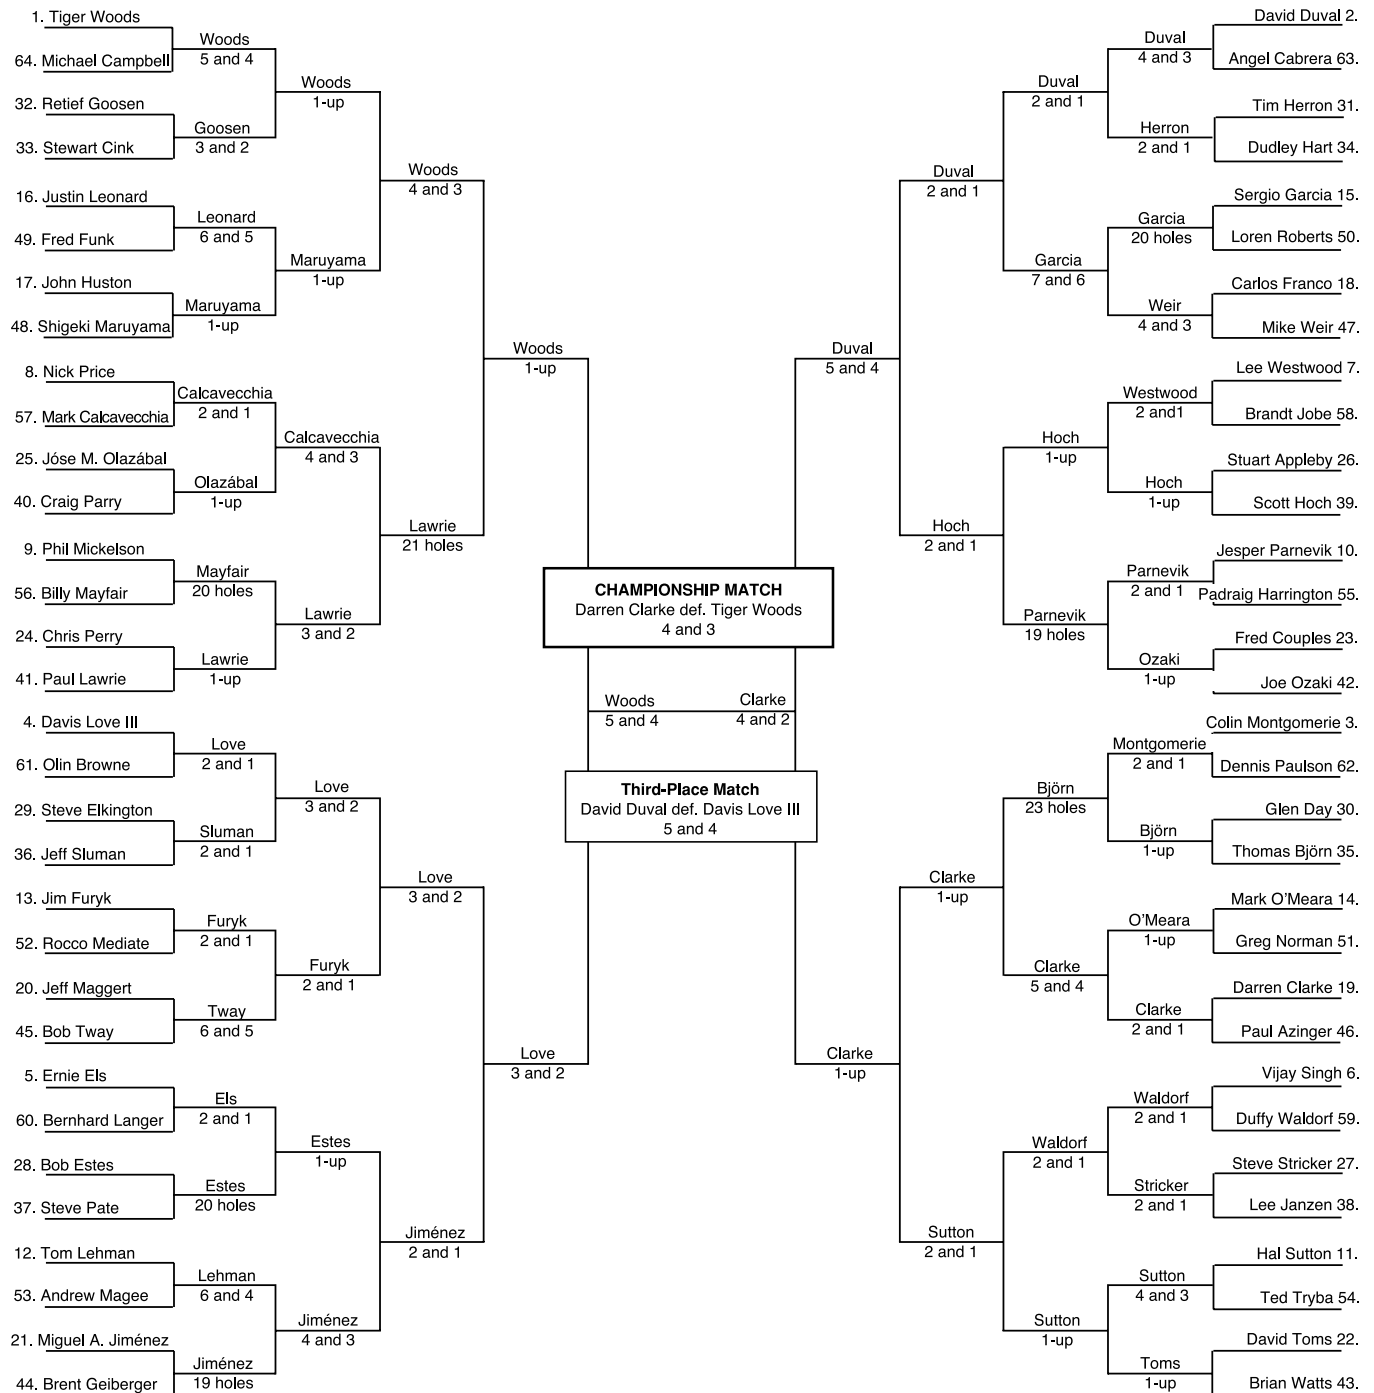 1. Tiger Woods
64. Michael Campbell
32. Retief Goosen
33. Stewart Cink
16. Justin Leonard
49. Fred Funk
17. John Huston
48. Shigeki Maruyama
8. Nick Price
57. Mark Calcavecchia
25. Jóse M. Olazábal
40. Craig Parry
9. Phil Mickelson
56. Billy Mayfair
24. Chris Perry
41. Paul Lawrie
4. Davis Love III
61. Olin Browne
29. Steve Elkington
36. Jeff Sluman
13. Jim Furyk
52. Rocco Mediate
20. Jeff Maggert
45. Bob Tway
5. Ernie Els
60. Bernhard Langer
28. Bob Estes
37. Steve Pate
12. Tom Lehman
53. Andrew Magee
21. Miguel A. Jiménez
44. Brent Geiberger
Woods
5 and 4
Goosen
3 and 2
Leonard
6 and 5
Maruyama
1-up
Calcavecchia
2 and 1
Olazábal
1-up
Mayfair
20 holes
Lawrie
1-up
Love
2 and 1
Sluman
2 and 1
Furyk
2 and 1
Tway
6 and 5
Els
2 and 1
Estes
20 holes
Lehman
6 and 4
Jiménez
19 holes
Woods
1-up
Maruyama
1-up
Calcavecchia
4 and 3
Lawrie
3 and 2
Love
3 and 2
Furyk
2 and 1
Estes
1-up
Jiménez
4 and 3
Woods
4 and 3
Lawrie
21 holes
Love
3 and 2
Jiménez
2 and 1
Woods
1-up
Love
3 and 2
CHAMPIONSHIP MATCH
Darren Clarke def. Tiger Woods
4 and 3
Woods
5 and 4
Clarke
4 and 2
Third-Place Match
David Duval def. Davis Love III
5 and 4
Duval
5 and 4
Clarke
1-up
Duval
2 and 1
Hoch
2 and 1
Clarke
1-up
Sutton
2 and 1
Duval
2 and 1
Garcia
7 and 6
Hoch
1-up
Parnevik
19 holes
Björn
23 holes
Clarke
5 and 4
Waldorf
2 and 1
Sutton
1-up
Duval
4 and 3
Herron
2 and 1
Garcia
20 holes
Weir
4 and 3
Westwood
2 and1
Hoch
1-up
Parnevik
2 and 1
Ozaki
1-up
Montgomerie
2 and 1
Björn
1-up
O’Meara
1-up
Clarke
2 and 1
Waldorf
2 and 1
Stricker
2 and 1
Sutton
4 and 3
Toms
1-up
David Duval 2.
Angel Cabrera 63.
Tim Herron 31.
Dudley Hart 34.
Sergio Garcia 15.
Loren Roberts 50.
Carlos Franco 18.
Mike Weir 47.
Lee Westwood 7.
Brandt Jobe 58.
Stuart Appleby 26.
Scott Hoch 39.
Jesper Parnevik 10.
Padraig Harrington 55.
Fred Couples 23.
Joe Ozaki 42.
Colin Montgomerie 3.
Dennis Paulson 62.
Glen Day 30.
Thomas Björn 35.
Mark O’Meara 14.
Greg Norman 51.
Darren Clarke 19.
Paul Azinger 46.
Vijay Singh 6.
Duffy Waldorf 59.
Steve Stricker 27.
Lee Janzen 38.
Hal Sutton 11.
Ted Tryba 54.
David Toms 22.
Brian Watts 43.